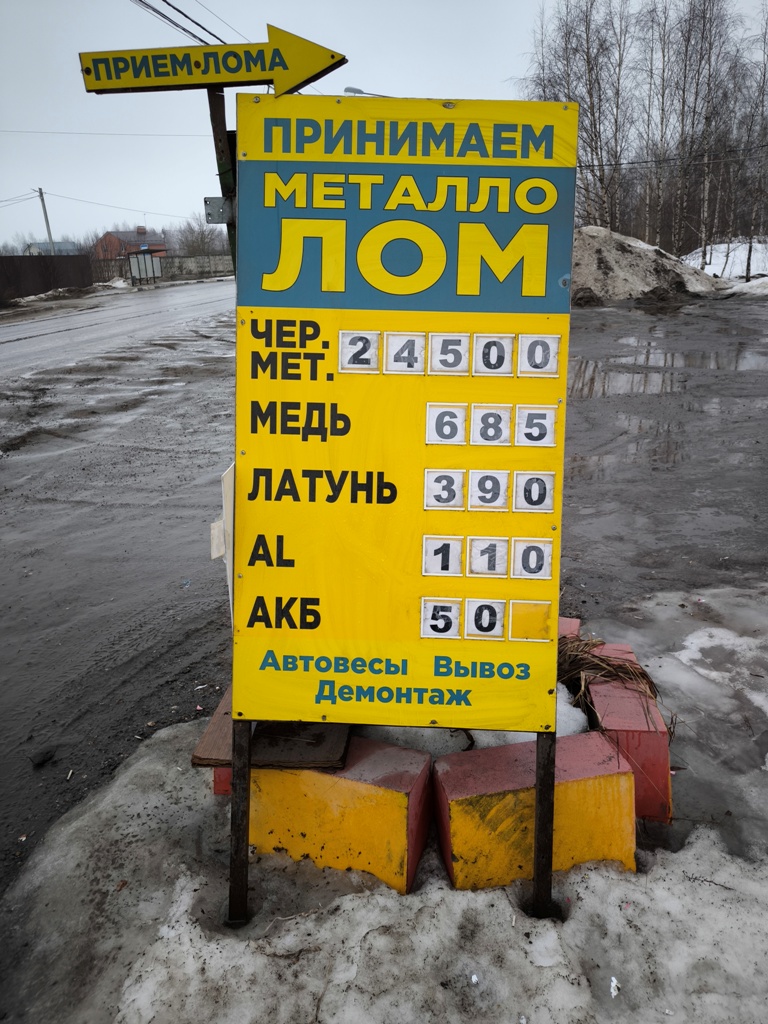 ПРИЕМ•ЛОМА
ПРИНИМАЕМ
МЕТАЛЛО
ЛОМ
ЧЕР.
МЕТ. 24500
МЕДЬ 685
ЛАТУНЬ 390
AL 110
АКБ 50
Автовесы Вывоз
Демонтаж